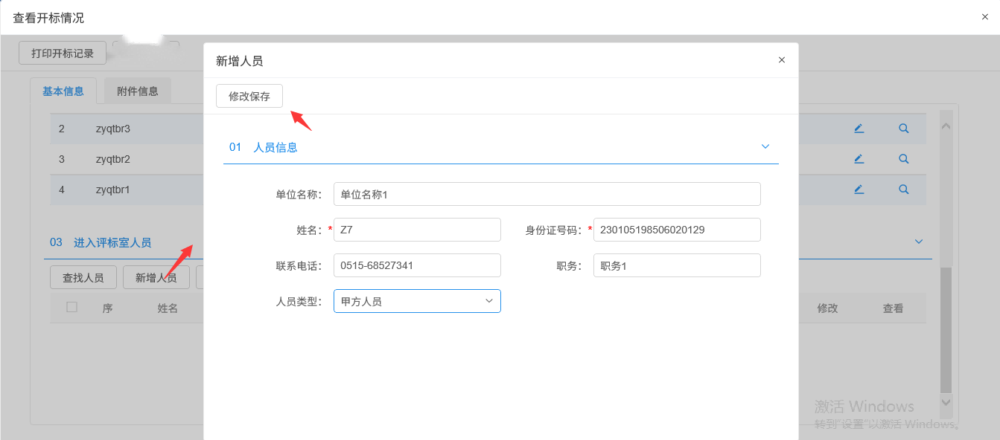 查看开标情况
打印开标记录
新增人员
修改保存
基本信息 附件信息
2 zyqtbr3
3 zyqtbr2
4 zyqtbr1
01 人员信息
单位名称： 单位名称1
姓名：* Z7 身份证号码：* 230105198506020129
联系电话： 0515-68527341 职务： 职务1
人员类型： 甲方人员
03 进入评标室人员
查找人员 新增人员
序 姓名 修改 查看
激活 Windows
转到"设置"以激活 Windows。